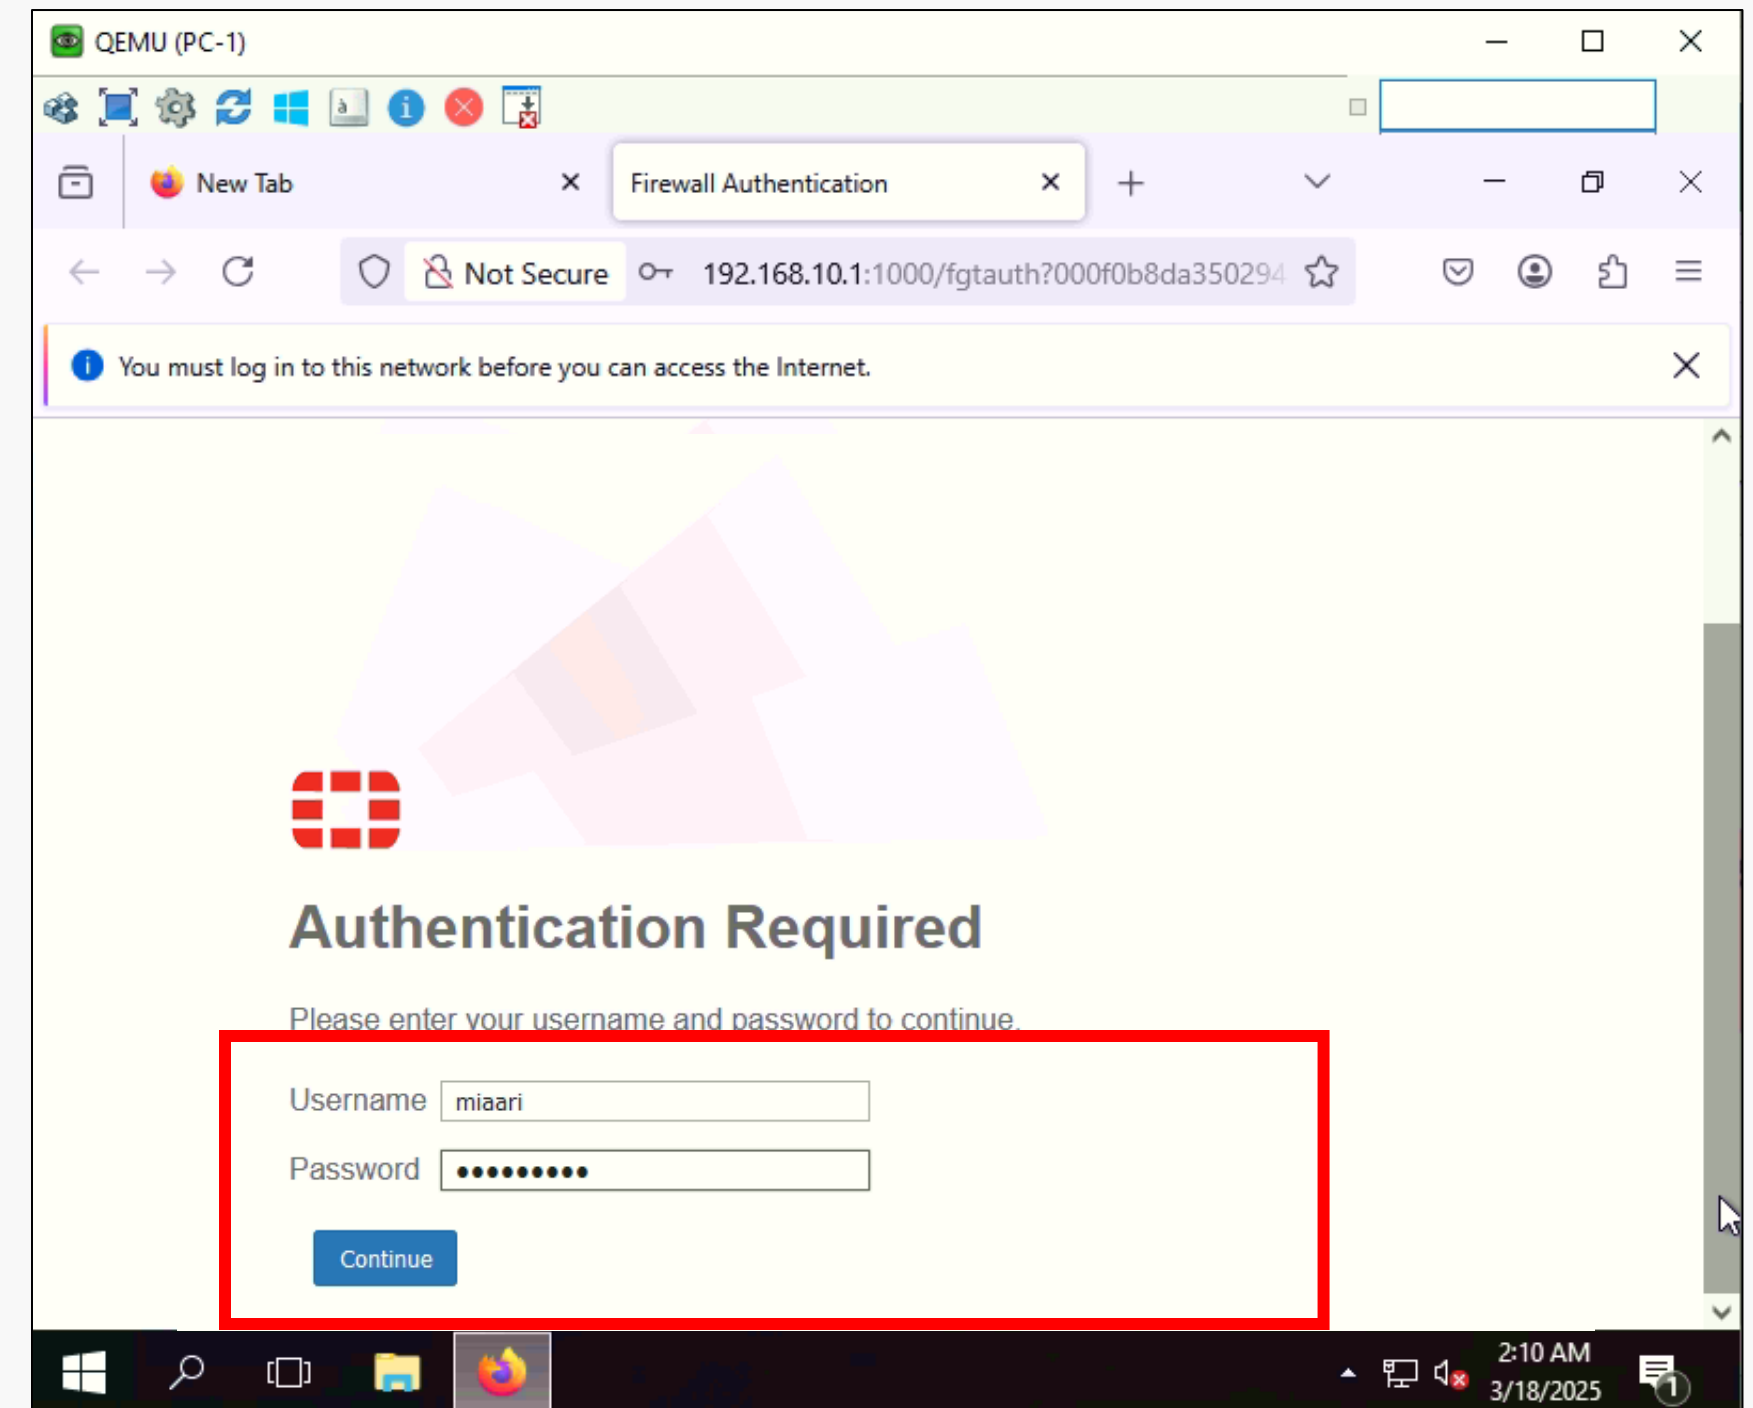 QEMU (PC-1)
New Tab
Firewall Authentication
Not Secure
192.168.10.1:1000/fgtauth?000f0b8da350294
You must log in to this network before you can access the Internet.
Authentication Required
Please enter your username and password to continue.
Username
miaari
Password
•••••••••
Continue
2:10 AM
3/18/2025
1